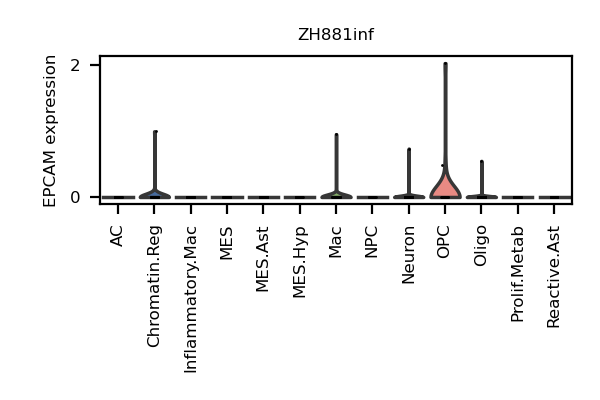 ZH881inf
EPCAM expression
2
0
AC
Chromatin.Reg
Inflammatory.Mac
MES
MES.Ast
MES.Hyp
Mac
NPC
Neuron
OPC
Oligo
Prolif.Metab
Reactive.Ast